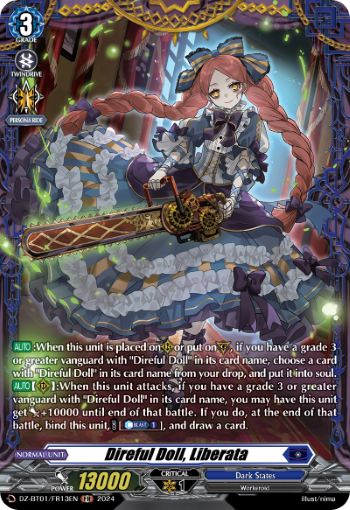 3
GRADE
TWINDRIVE
PERSONA RIDE
AUTO:When this unit is placed on R or put on, if you have a grade 3
or greater vanguard with "Direful Doll" in its card name, choose a card
with "Direful Doll" in its card name from your drop, and put it into soul.
AUTO【】:When this unit attacks, if you have a grade 3 or greater
vanguard with "Direful Doll" in its card name, you may have this unit
get +10000 until end of that battle. If you do, at the end of that
battle, bind this unit, [BLAST 1], and draw a card.
NORMAL UNIT
Direful Doll, Liberata
POWER 13000
CRITICAL
1
Dark States
Workeroid
DZ-BT01/FR13EN FR 2024
illust/nima